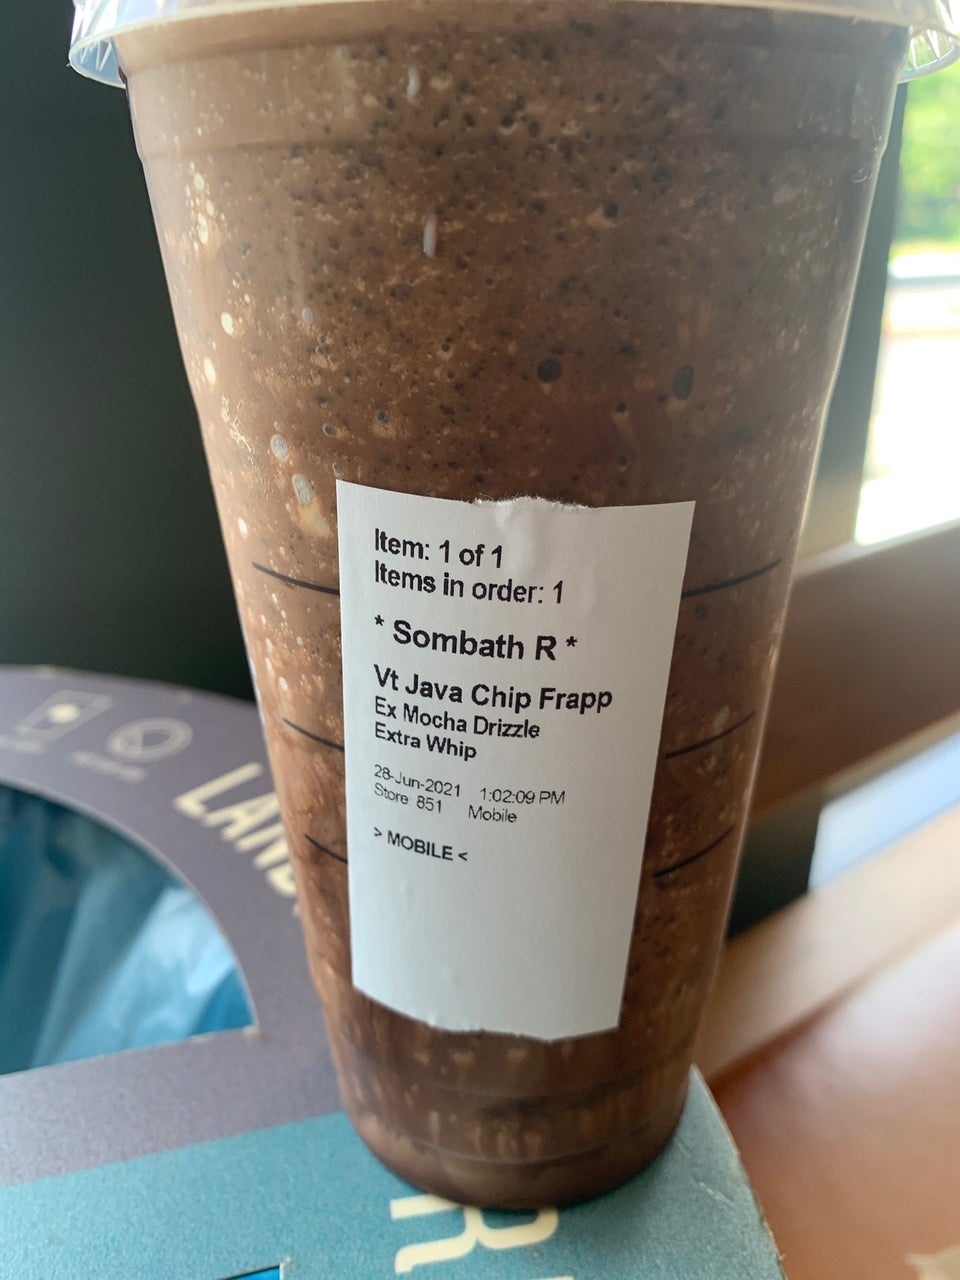 Item: 1 of 1
Items in order: 1
* Sombath R *
Vt Java Chip Frapp
Ex Mocha Drizzle
Extra Whip
28-Jun-2021 1:02:09 PM
Store: 851 Mobile
> MOBILE <